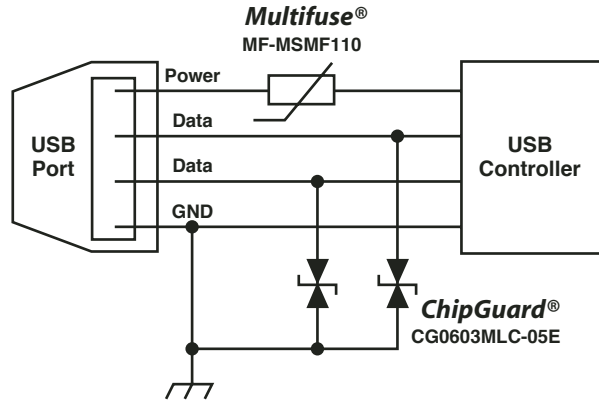 Multifuse®
MF-MSMF110
Power
Data
USB
Port
Data
GND
USB
Controller
ChipGuard®
CG0603MLC-05E